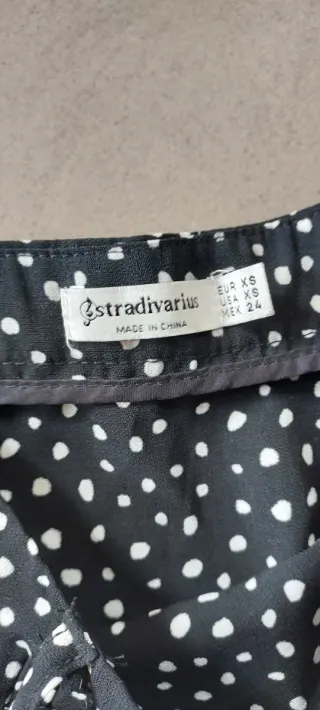 stradivarius
MADE IN CHINA
EUR XS
USA XS
MEX 24